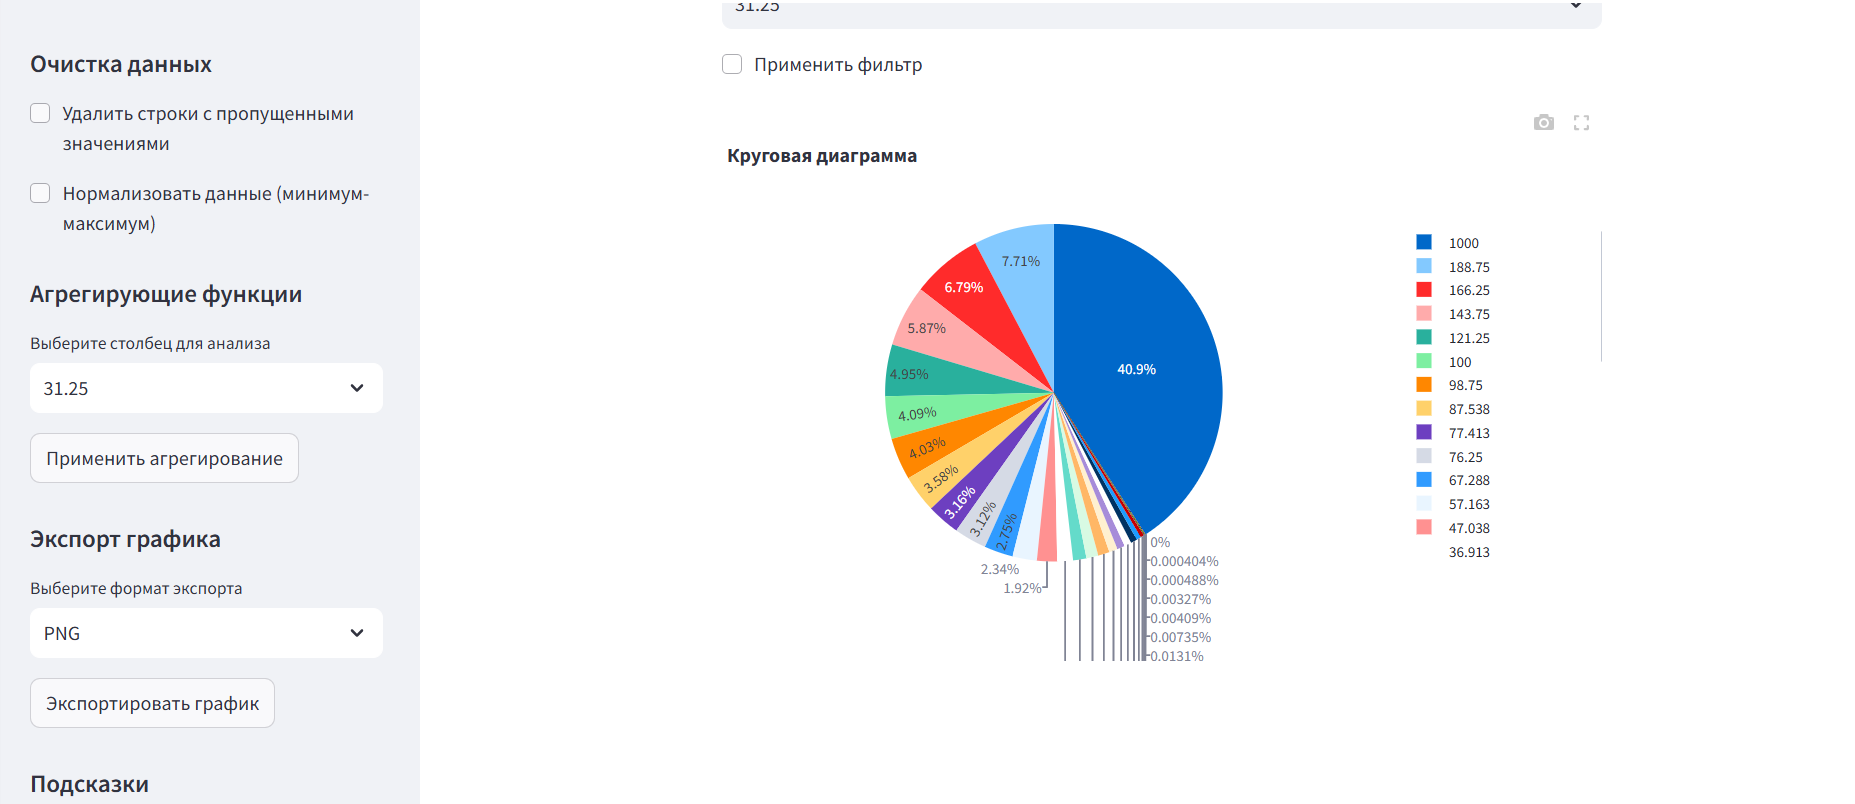 Очистка данных
Удалить строки с пропущенными
значениями
Нормализовать данные (минимум-
максимум)
Агрегирующие функции
Выберите столбец для анализа
31.25
Применить агрегирование
Экспорт графика
Выберите формат экспорта
PNG
Экспортировать график
Подсказки
31.25
Применить фильтр
Круговая диаграмма
7.71%
6.79%
5.87%
4.95%
4.09%
4.03%
3.58%
3.16%
3.12%
2.75%
2.34%
1.92%
40.9%
0%
0.000404%
0.000488%
0.00327%
0.00409%
0.00735%
0.0131%
1000
188.75
166.25
143.75
121.25
100
98.75
87.538
77.413
76.25
67.288
57.163
47.038
36.913